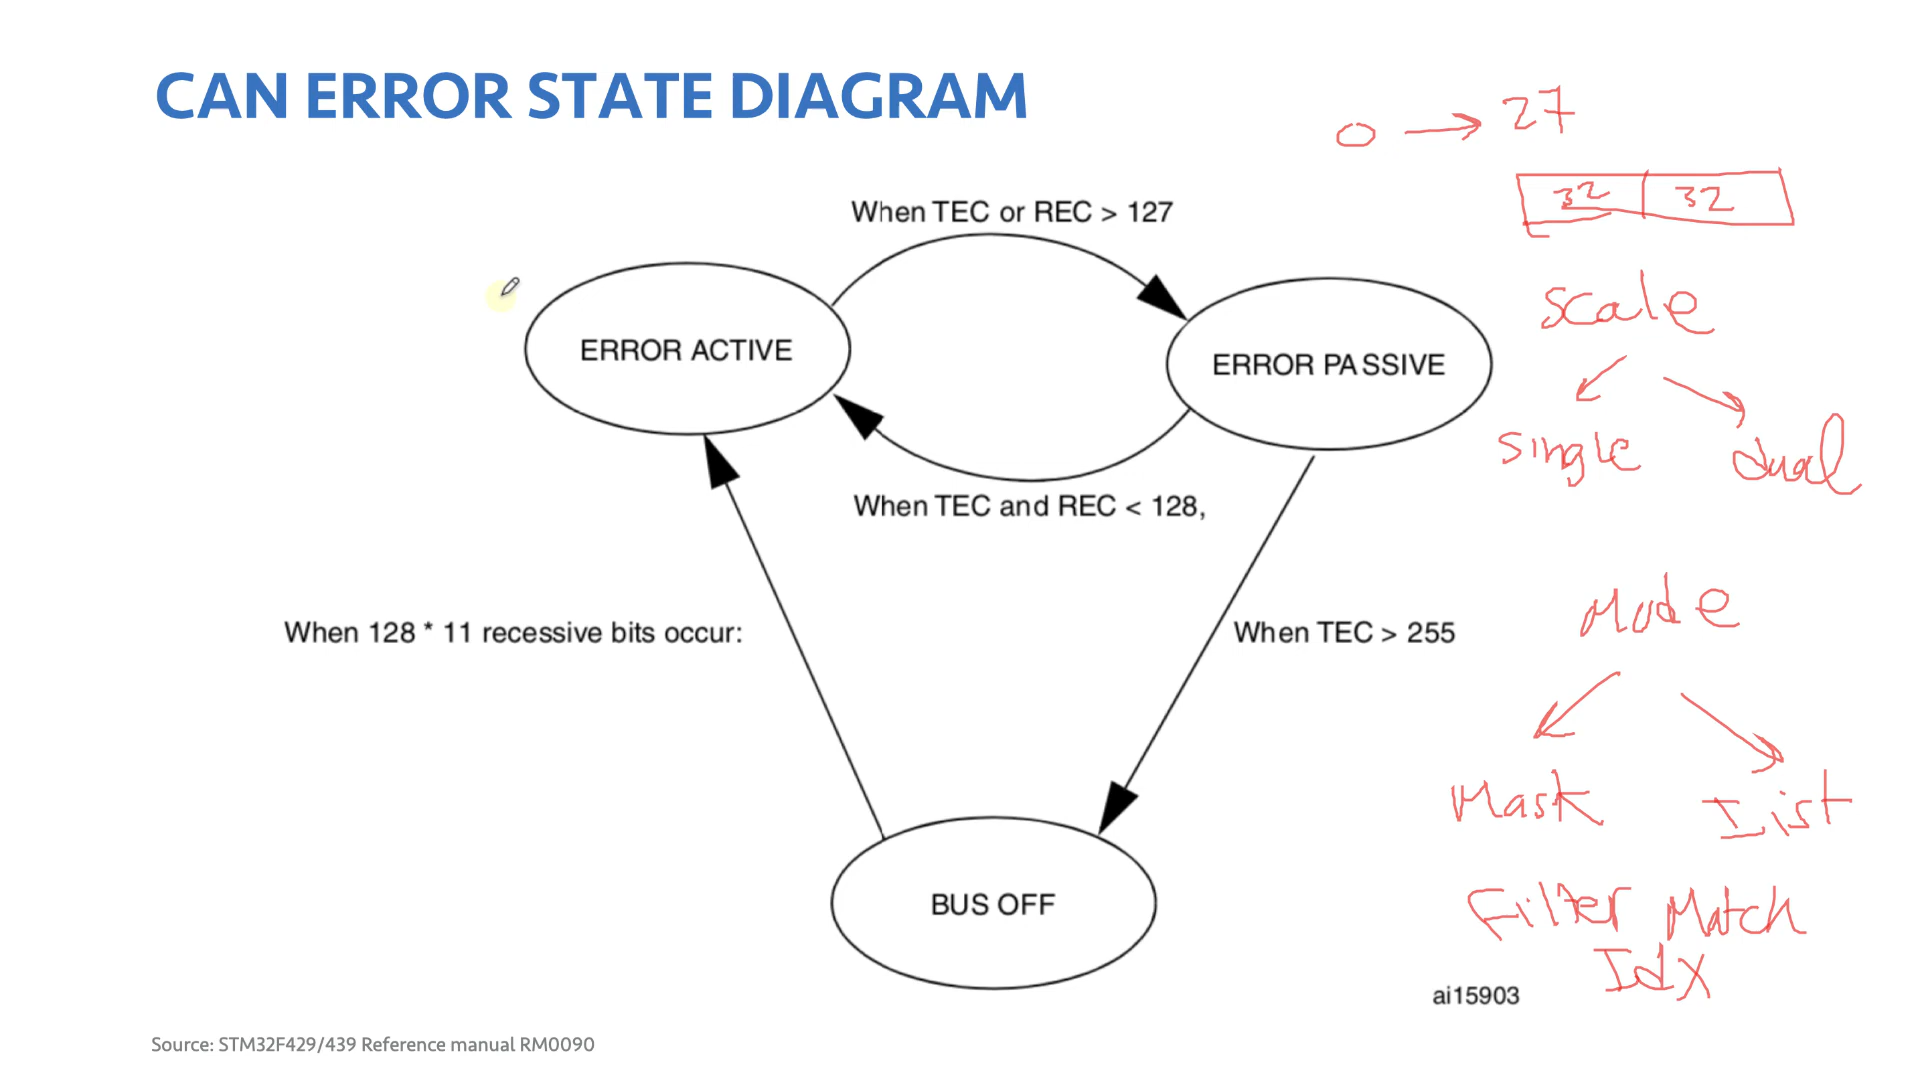 CAN ERROR STATE DIAGRAM
0 → 27
32 32
When TEC or REC > 127
scale
ERROR ACTIVE
ERROR PASSIVE
single dual
When TEC and REC < 128,
When 128 * 11 recessive bits occur:
When TEC > 255
Mode
Mask List
BUS OFF
Filter Match
Idx
ai15903
Source: STM32F429/439 Reference manual RM0090